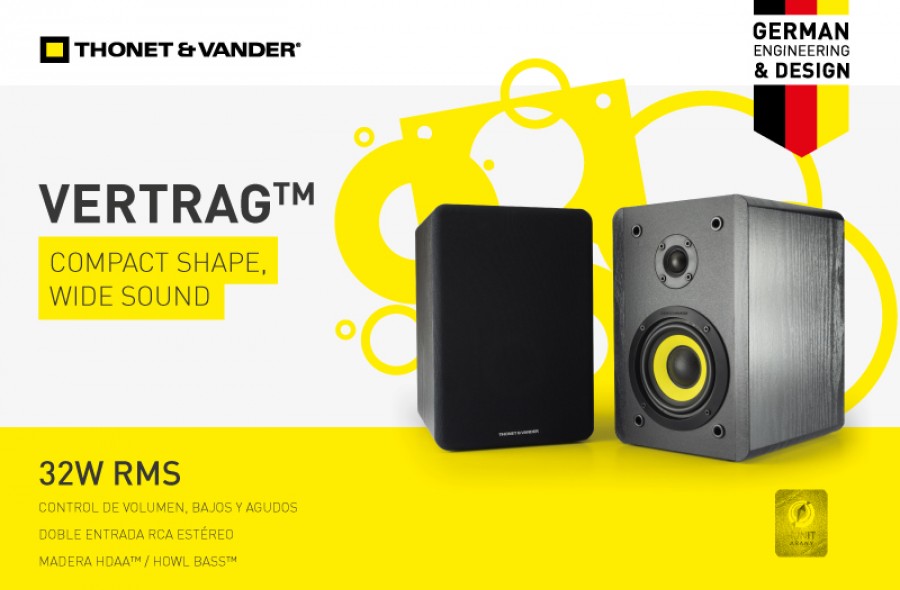 THONET & VANDER®
GERMAN
ENGINEERING
& DESIGN
VERTRAG™
COMPACT SHAPE,
WIDE SOUND
THONET & VANDER
32W RMS
CONTROL DE VOLUMEN, BAJOS Y AGUDOS
DOBLE ENTRADA RCA ESTÉREO
MADERA HDAA™ / HOWL BASS™